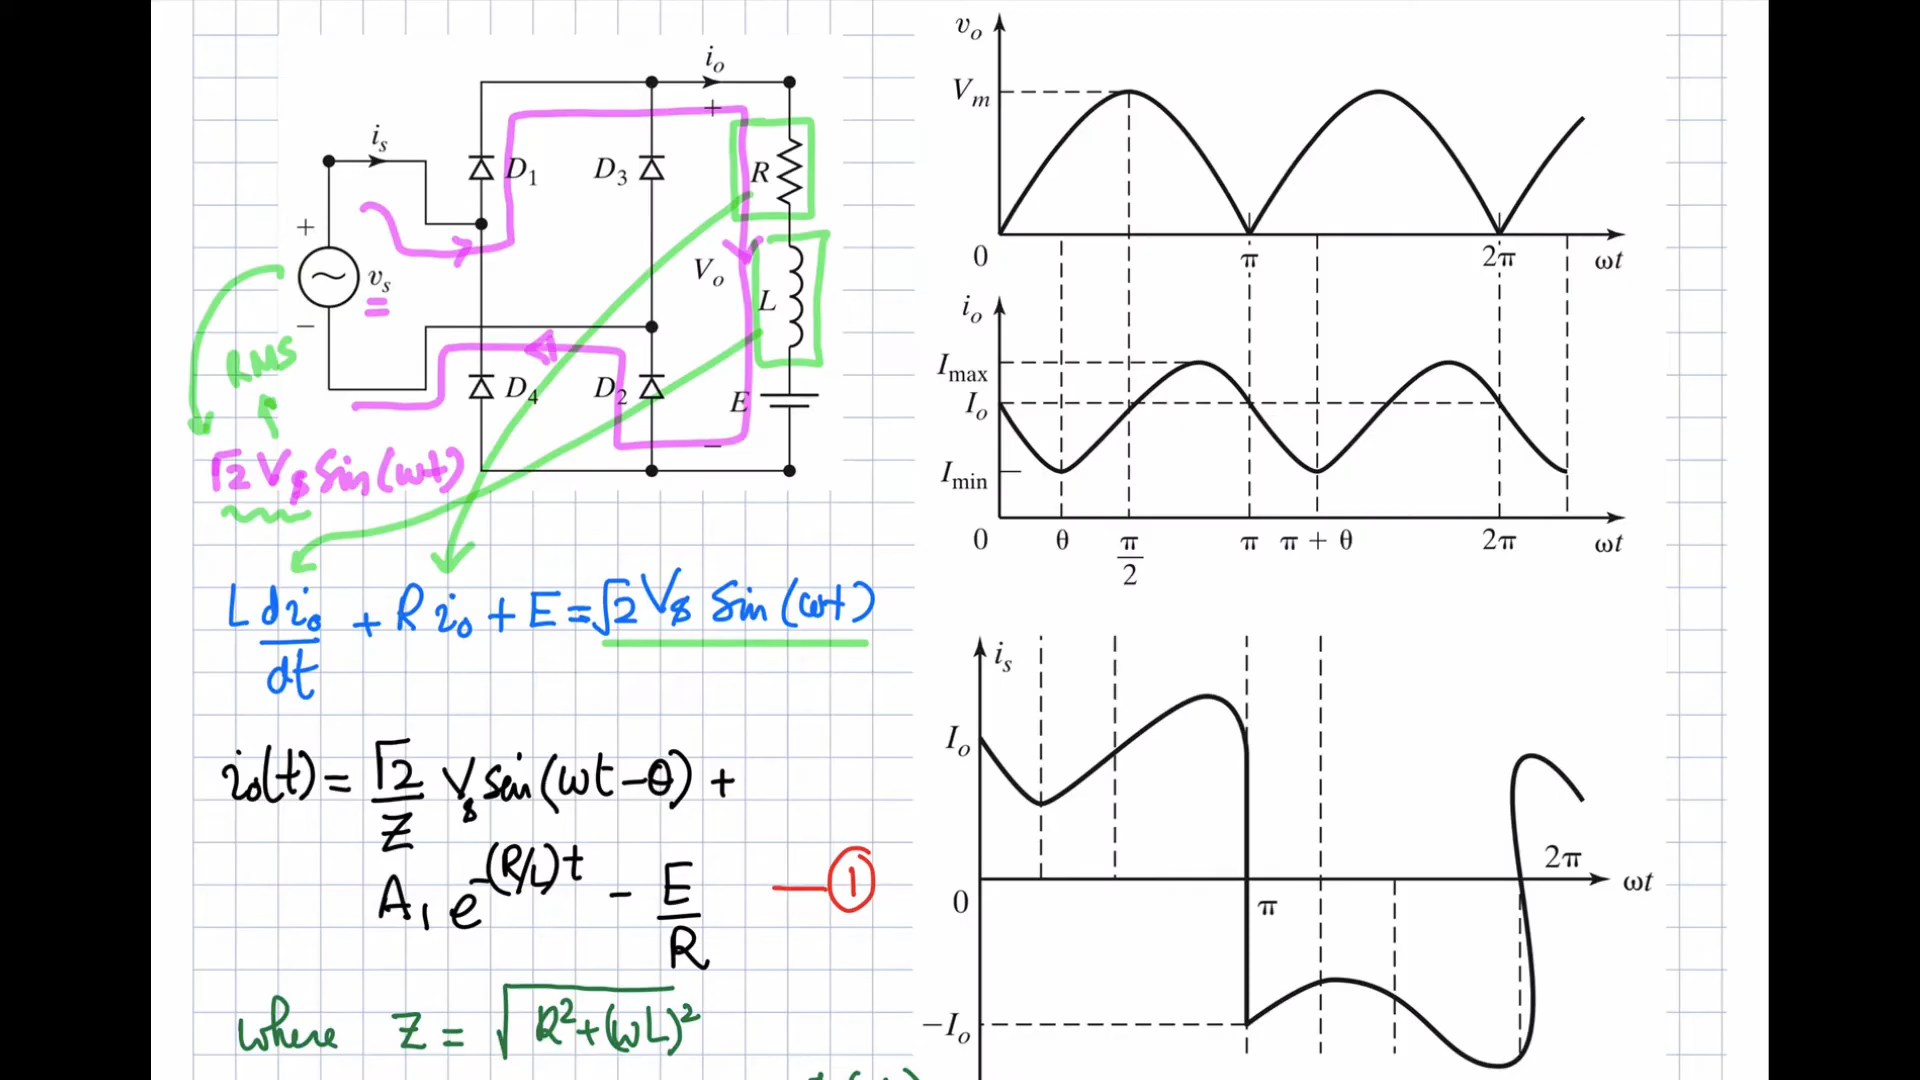 i_o
+
i_s
D_1
D_3
R
+
v_s
V_o
L
−
RMS
D_4
D_2
E
−
√2 V_s Sin(ωt)
L di_o/dt + R i_o + E = √2 V_s Sin(ωt)
i_o(t) = √2/Z V_s Sin(ωt − θ) +
A_1 e^-(R/L)t − E/R — ①
where Z = √R² + (ωL)²
v_o
V_m
0
π
2π
ωt
i_o
I_max
I_o
I_min
0
θ
π/2
π
π + θ
2π
ωt
i_s
I_o
2π
ωt
0
π
−I_o